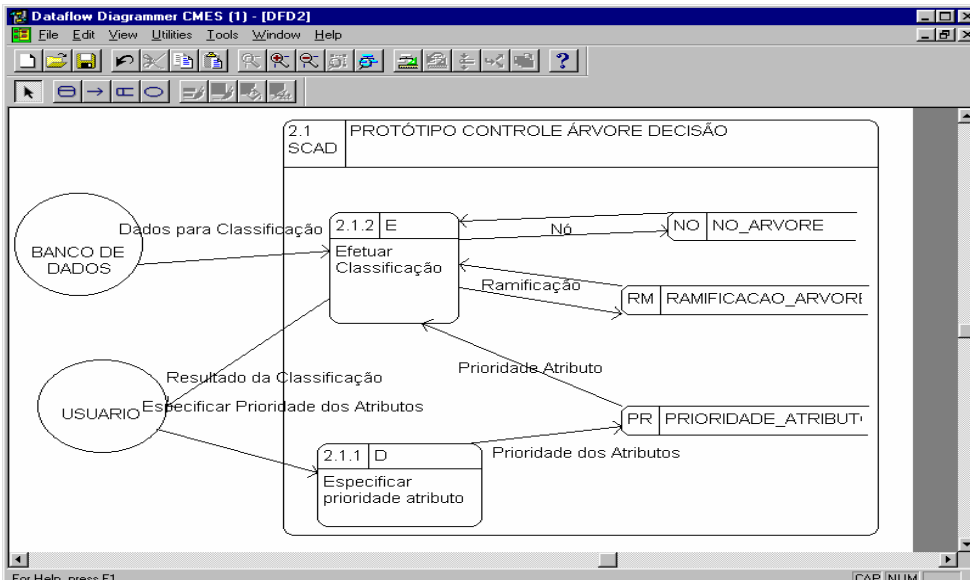 Dataflow Diagrammer CMES (1) - [DFD2]
File Edit View Utilities Tools Window Help
2.1 PROTÓTIPO CONTROLE ÁRVORE DECISÃO
SCAD
Dados para Classificação
2.1.2 E
Nó
NO NO_ARVORE
BANCO DE
DADOS
Efetuar
Classificação
Ramificação
RM RAMIFICACAO_ARVORE
Prioridade Atributo
Resultado da Classificação
Especificar Prioridade dos Atributos
USUARIO
PR PRIORIDADE_ATRIBUT
Prioridade dos Atributos
2.1.1 D
Especificar
prioridade atributo
For Help, press F1
CAP NUM